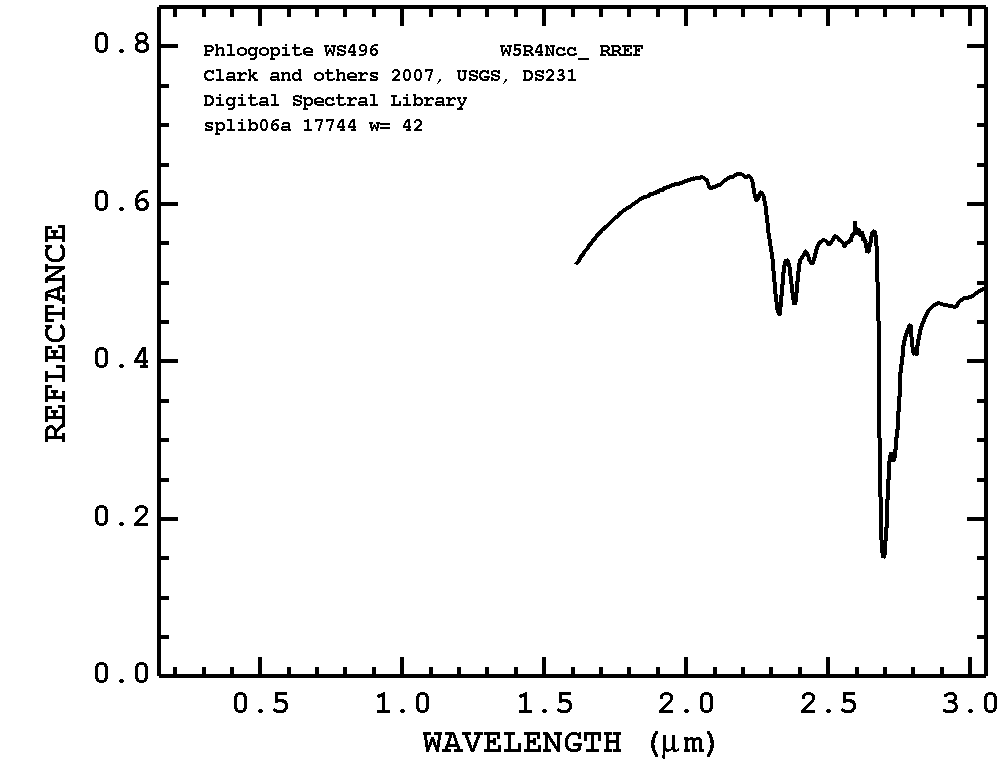 Phlogopite WS496 W5R4Ncc_ RREF
Clark and others 2007, USGS, DS231
Digital Spectral Library
splib06a 17744 w= 42
REFLECTANCE
0.8
0.6
0.4
0.2
0.0
0.5 1.0 1.5 2.0 2.5 3.0
WAVELENGTH (μm)